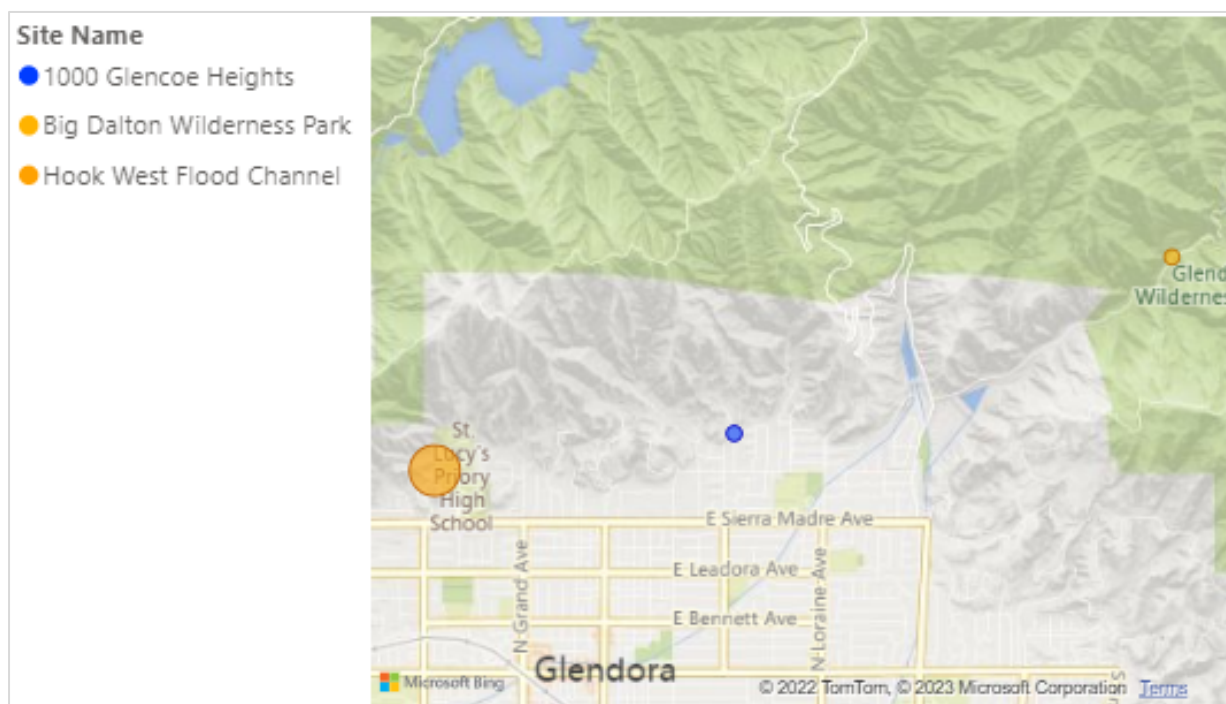 Site Name
1000 Glencoe Heights
Big Dalton Wilderness Park
Hook West Flood Channel
Glend
Wildernes
St.
Lucy's
Priory
High
School
E Sierra Madre Ave
E Leadora Ave
E Bennett Ave
N Grand Ave
N Loraine Ave
Glendora
Microsoft Bing
© 2022 TomTom, © 2023 Microsoft Corporation Terms
S